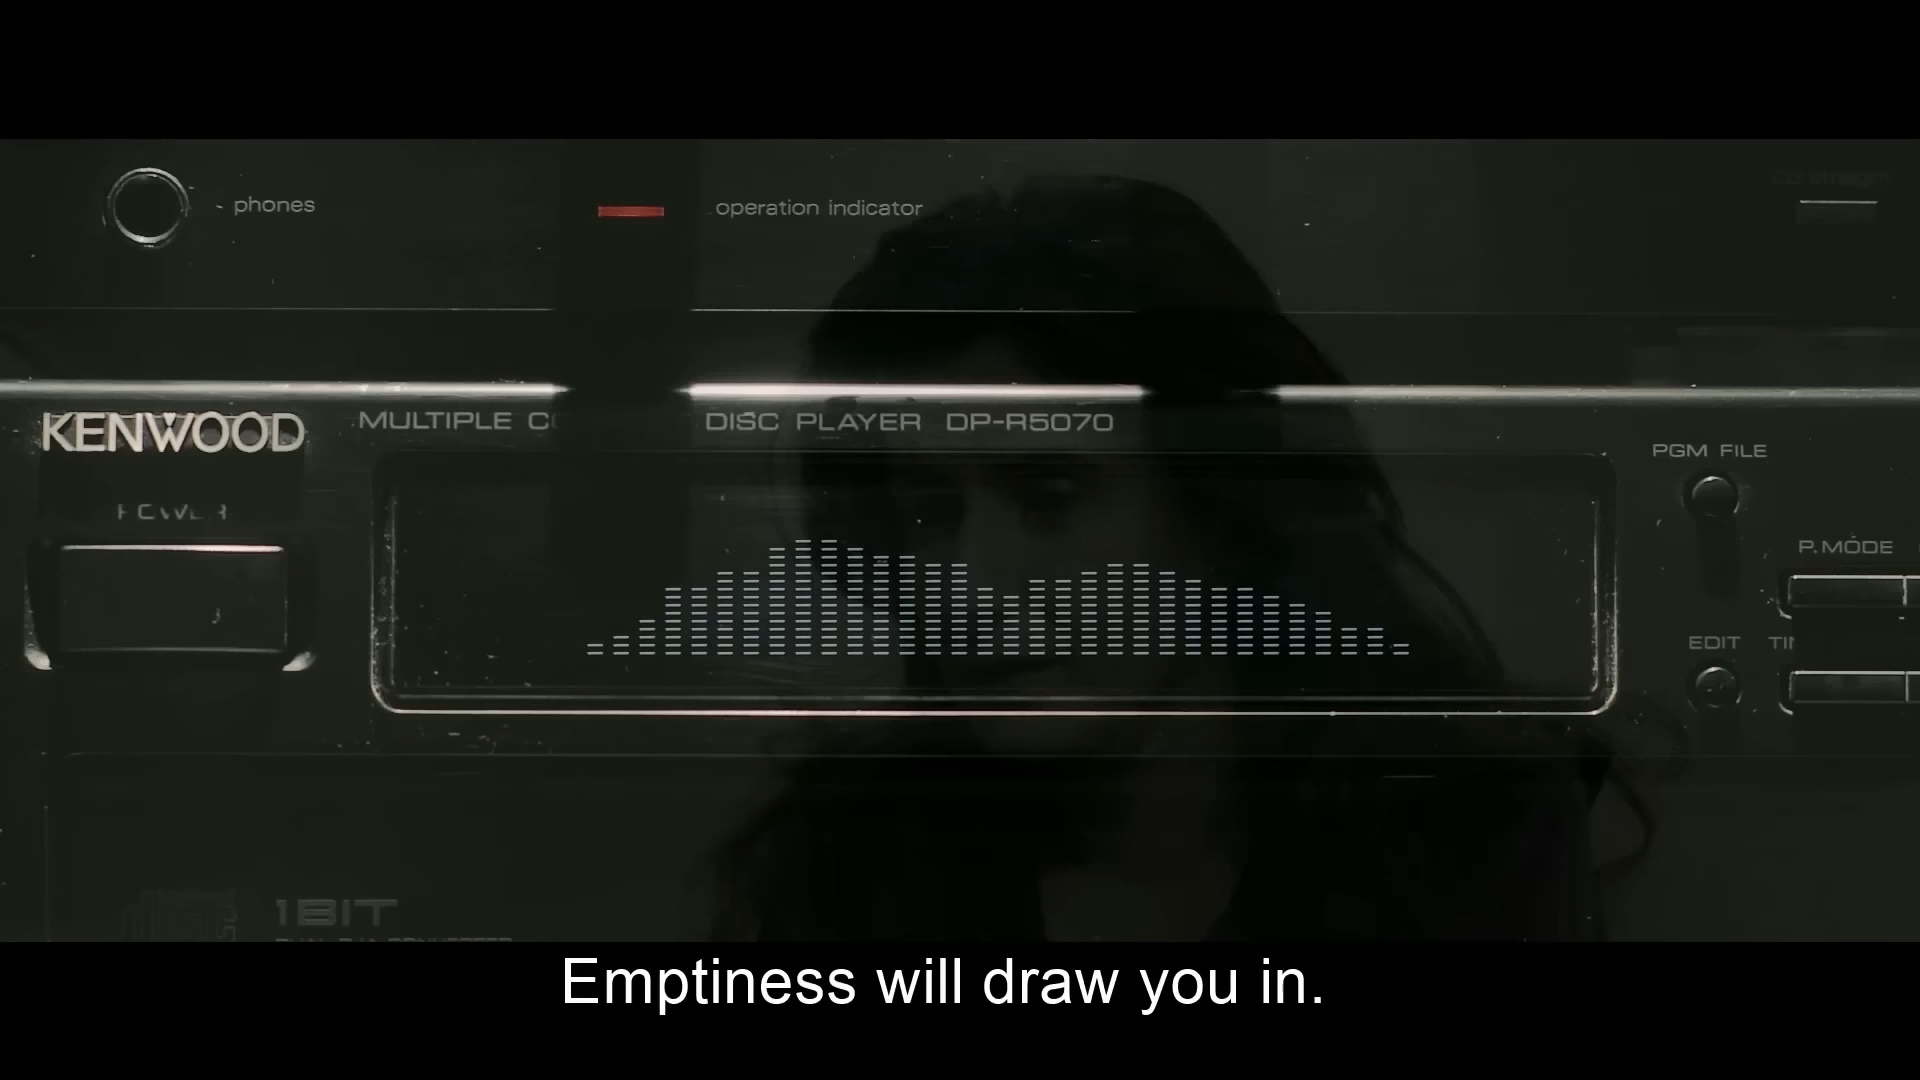 phones
operation indicator
KENWOOD
MULTIPLE
DISC PLAYER DP-R5070
PGM FILE
POWER
P.MODE
EDIT
1BIT
Emptiness will draw you in.